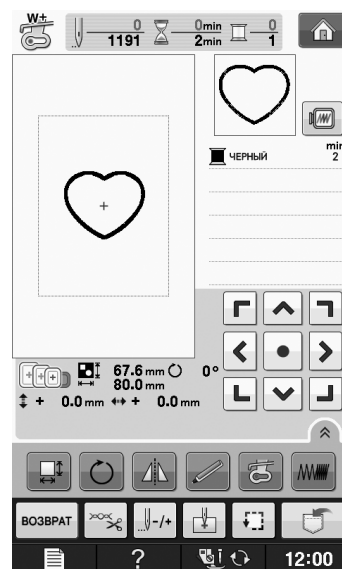 W+
0 0min 0
1191 2min 1
min
ЧЕРНЫЙ 2
67.6 mm 0°
80.0 mm
+ 0.0 mm + 0.0 mm
ВОЗВРАТ -/+
? 12:00